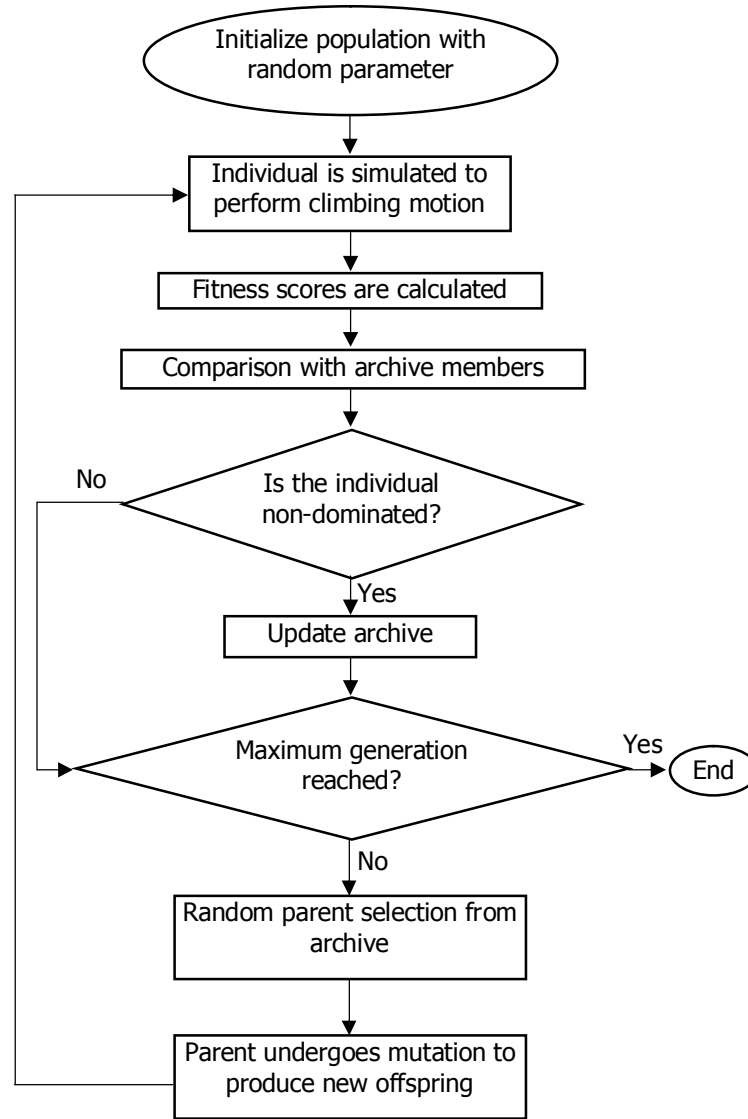 Initialize population with
random parameter
Individual is simulated to
perform climbing motion
Fitness scores are calculated
Comparison with archive members
No
Is the individual
non-dominated?
Yes
Update archive
Maximum generation
reached?
Yes
End
No
Random parent selection from
archive
Parent undergoes mutation to
produce new offspring